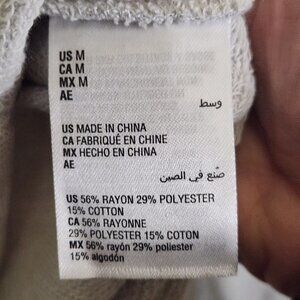 US M
CA M
MX M
AE
وسط
US MADE IN CHINA
CA FABRIQUÉ EN CHINE
MX HECHO EN CHINA
AE
صنع في الصين
US 56% RAYON 29% POLYESTER
15% COTTON
CA 56% RAYONNE
29% POLYESTER 15% COTON
MX 56% rayón 29% poliester
15% algodón